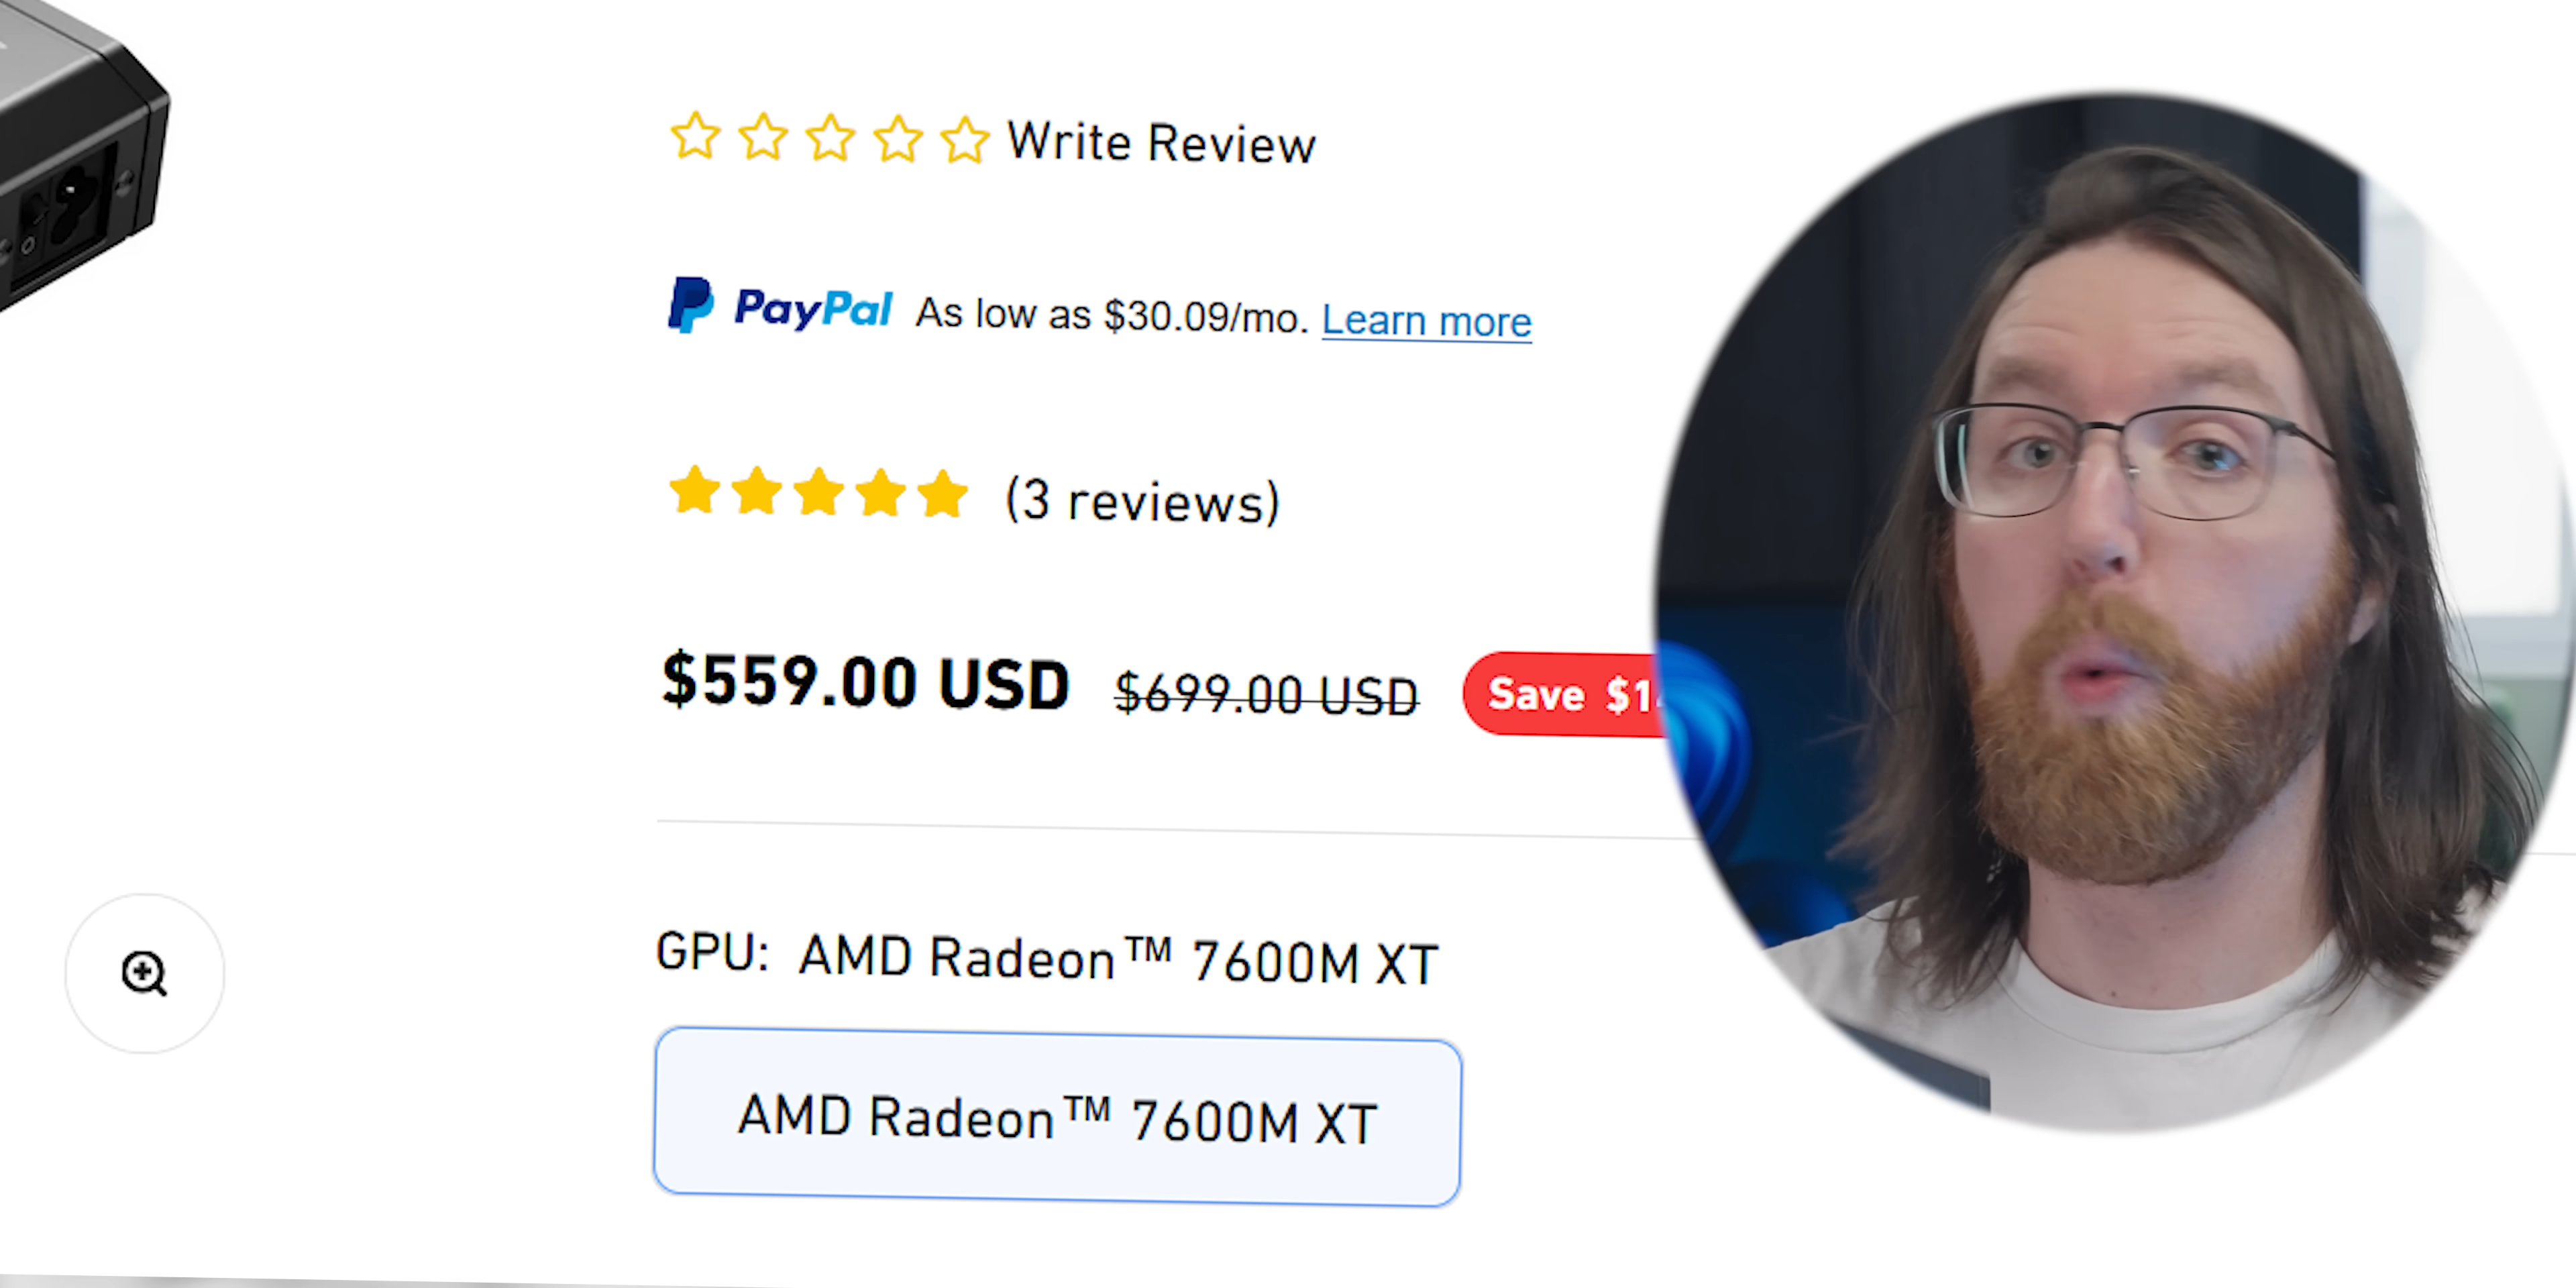 Write Review
PayPal As low as $30.09/mo. Learn more
(3 reviews)
$559.00 USD $699.00 USD Save
GPU: AMD Radeon™ 7600M XT
AMD Radeon™ 7600M XT